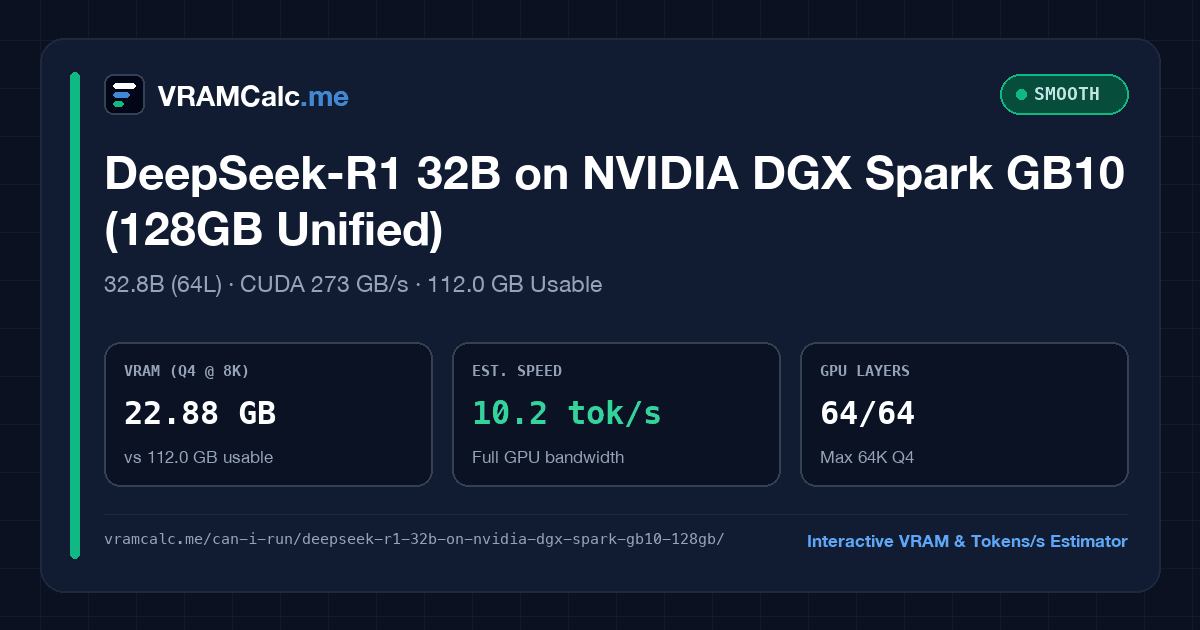 VRAMCalc.me
SMOOTH
DeepSeek-R1 32B on NVIDIA DGX Spark GB10
(128GB Unified)
32.8B (64L) · CUDA 273 GB/s · 112.0 GB Usable
VRAM (Q4 @ 8K)
22.88 GB
vs 112.0 GB usable
EST. SPEED
10.2 tok/s
Full GPU bandwidth
GPU LAYERS
64/64
Max 64K Q4
vramcalc.me/can-i-run/deepseek-r1-32b-on-nvidia-dgx-spark-gb10-128gb/
Interactive VRAM & Tokens/s Estimator